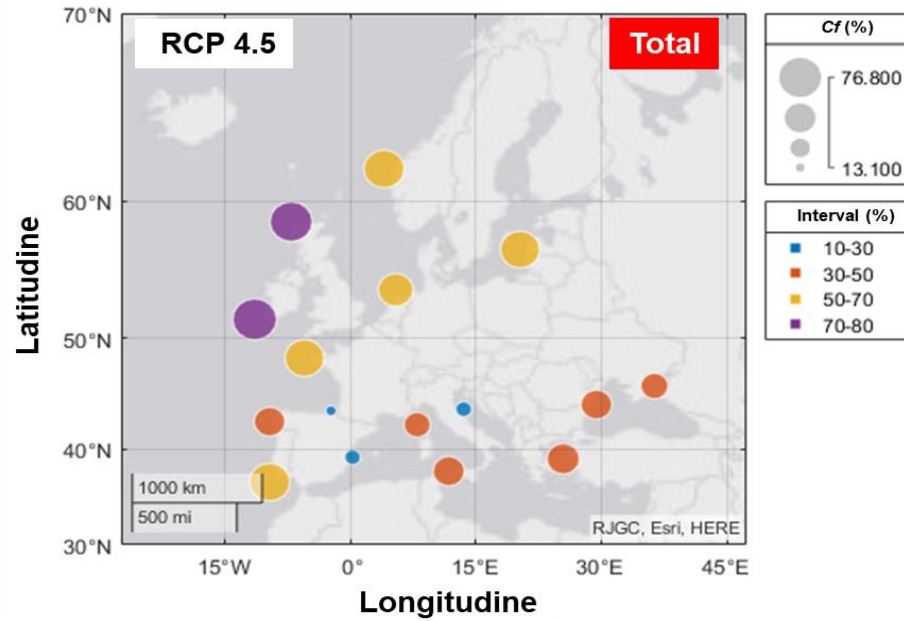 70°N
RCP 4.5
Total
60°N
50°N
40°N
30°N
Latitudine
1000 km
500 mi
RJGC, Esri, HERE
15°W
0°
15°E
30°E
45°E
Longitudine
Cf (%)
76.800
13.100
Interval (%)
10-30
30-50
50-70
70-80